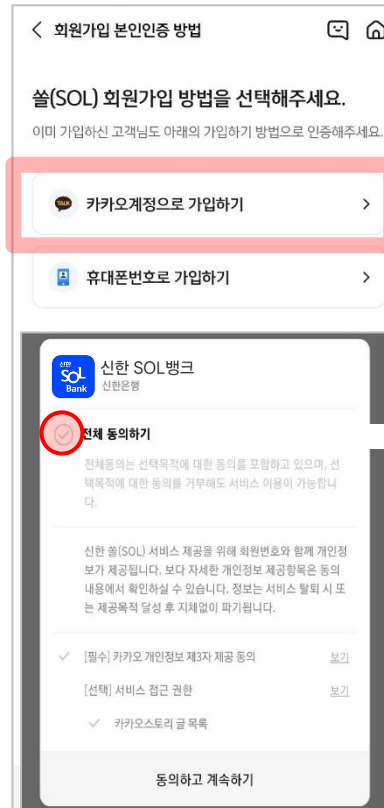 회원가입 본인인증 방법
쏠(SOL) 회원가입 방법을 선택해주세요.
이미 가입하신 고객님도 아래의 가입하기 방법으로 인증해주세요.
TALK 카카오계정으로 가입하기
휴대폰번호로 가입하기
신한 SOL Bank
신한 SOL뱅크
신한은행
전체 동의하기
전체동의는 선택목적에 대한 동의를 포함하고 있으며, 선
택목적에 대한 동의를 거부해도 서비스 이용이 가능합니
다.
신한 쏠(SOL) 서비스 제공을 위해 회원번호와 함께 개인정
보가 제공됩니다. 보다 자세한 개인정보 제공항목은 동의
내용에서 확인하실 수 있습니다. 정보는 서비스 탈퇴 시 또
는 제공목적 달성 후 지체없이 파기됩니다.
[필수] 카카오 개인정보 제3자 제공 동의 보기
[선택] 서비스 접근 권한 보기
카카오스토리 글 목록
동의하고 계속하기